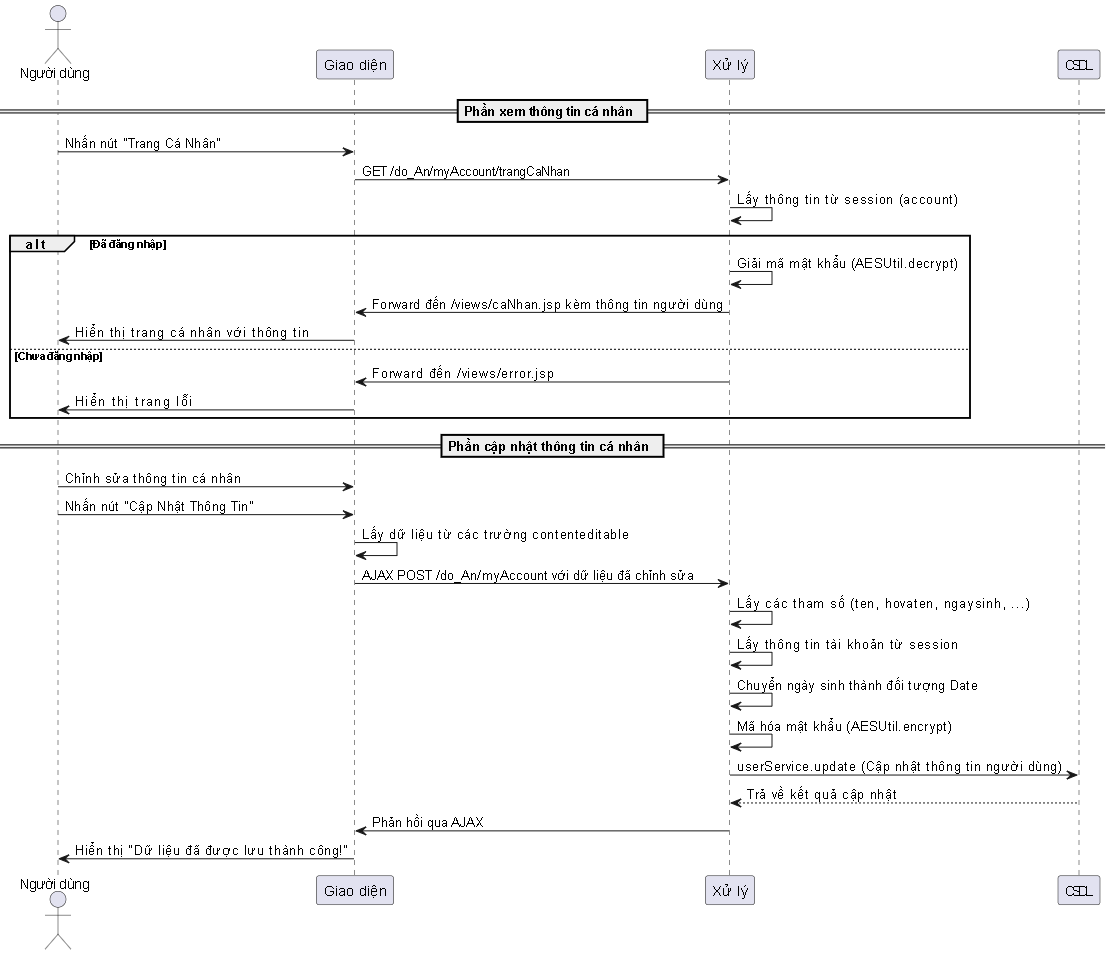 Người dùng
Giao diện
Xử lý
CSDL
Phần xem thông tin cá nhân
Nhấn nút "Trang Cá Nhân"
GET /do_An/myAccount/trangCaNhan
Lấy thông tin từ session (account)
alt
[Đã đăng nhập]
Giải mã mật khẩu (AESUtil.decrypt)
Forward đến /views/caNhan.jsp kèm thông tin người dùng
Hiển thị trang cá nhân với thông tin
[Chưa đăng nhập]
Forward đến /views/error.jsp
Hiển thị trang lỗi
Phần cập nhật thông tin cá nhân
Chỉnh sửa thông tin cá nhân
Nhấn nút "Cập Nhật Thông Tin"
Lấy dữ liệu từ các trường contenteditable
AJAX POST /do_An/myAccount với dữ liệu đã chỉnh sửa
Lấy các tham số (ten, hovaten, ngaysinh, ...)
Lấy thông tin tài khoản từ session
Chuyển ngày sinh thành đối tượng Date
Mã hóa mật khẩu (AESUtil.encrypt)
userService.update (Cập nhật thông tin người dùng)
Trả về kết quả cập nhật
Phản hồi qua AJAX
Hiển thị "Dữ liệu đã được lưu thành công!"
Người dùng
Giao diện
Xử lý
CSDL